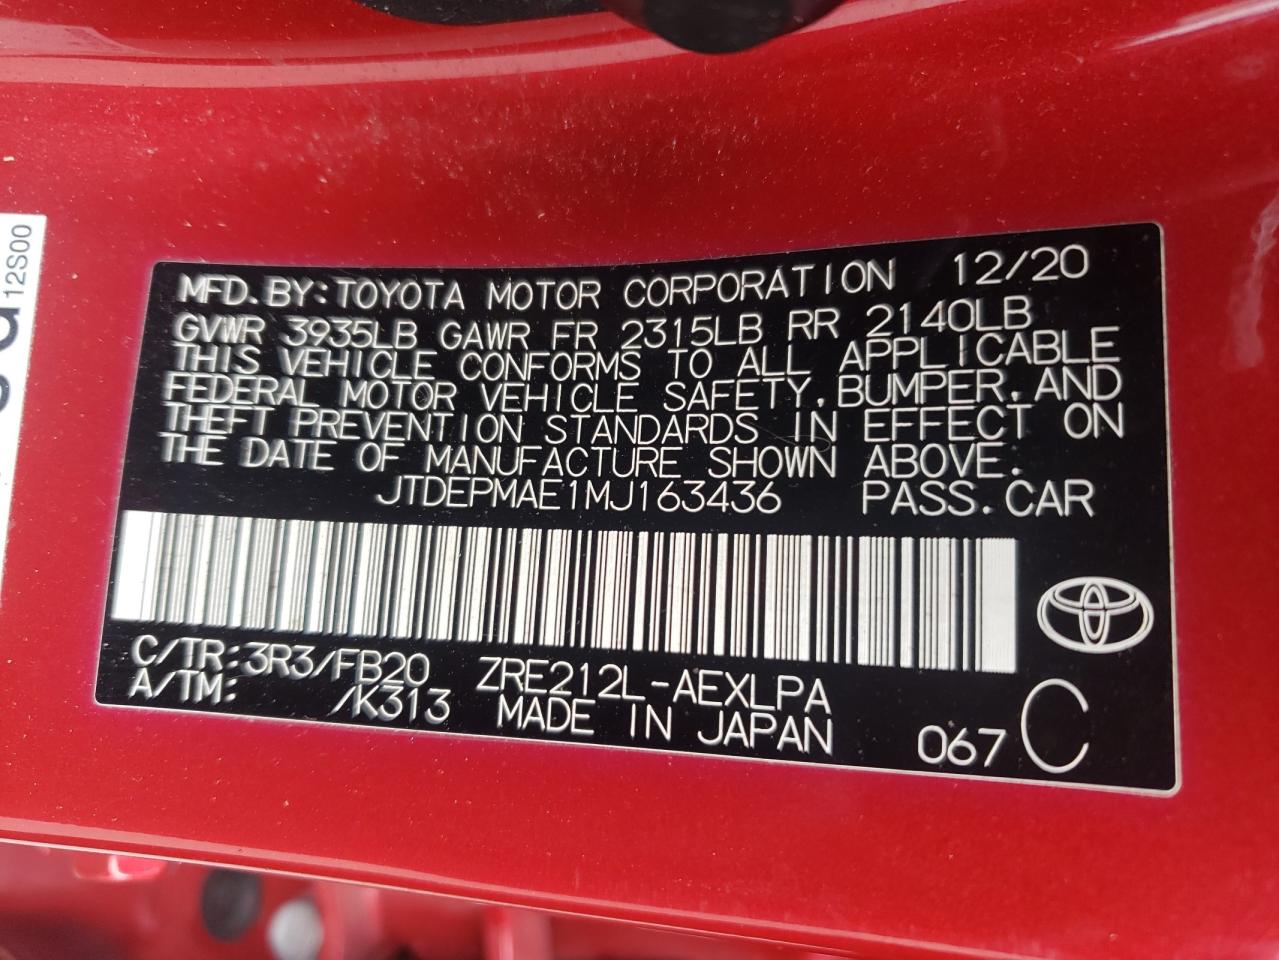 12S00
MFD.BY:TOYOTA MOTOR CORPORATION 12/20
GVWR 3935LB GAWR FR 2315LB RR 2140LB
THIS VEHICLE CONFORMS TO ALL APPLICABLE
FEDERAL MOTOR VEHICLE SAFETY,BUMPER,AND
THEFT PREVENTION STANDARDS IN EFFECT ON
THE DATE OF MANUFACTURE SHOWN ABOVE.
JTDEPMAE1MJ163436 PASS.CAR
C/TR:3R3/FB20 ZRE212L-AEXLPA
A/TM: /K313 MADE IN JAPAN 067 C